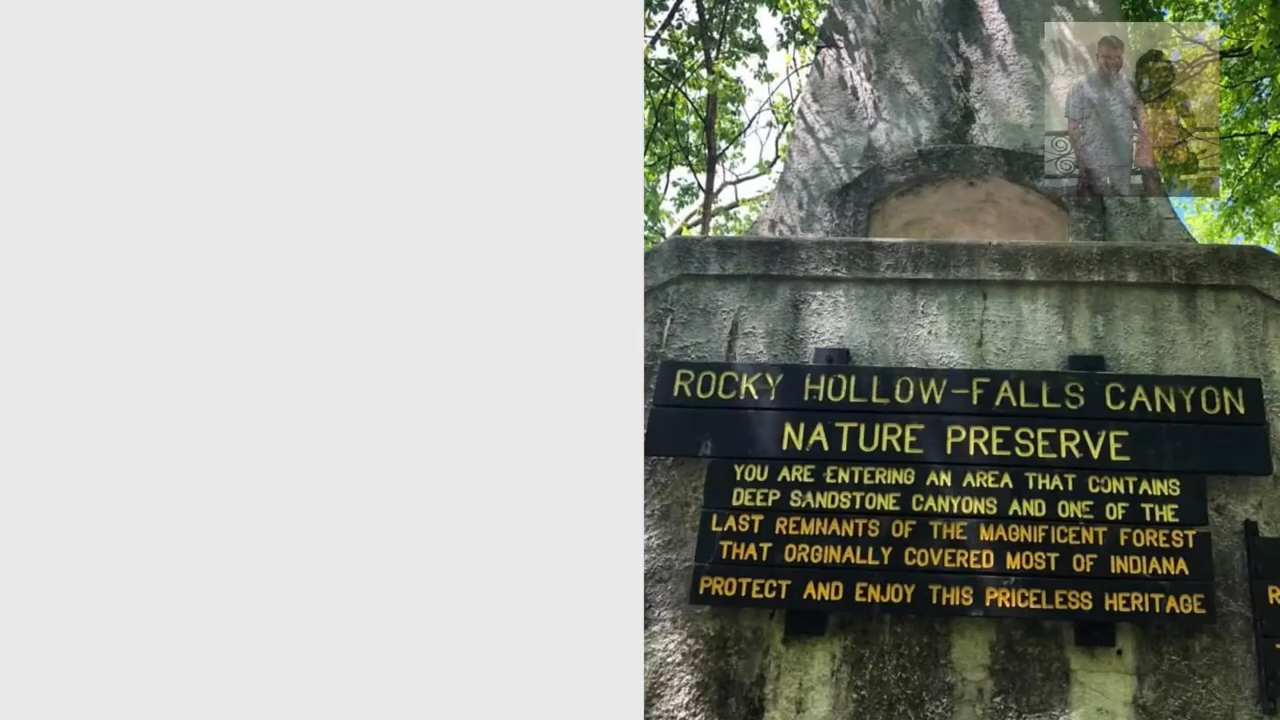 ROCKY HOLLOW-FALLS CANYON
NATURE PRESERVE
YOU ARE ENTERING AN AREA THAT CONTAINS
DEEP SANDSTONE CANYONS AND ONE OF THE
LAST REMNANTS OF THE MAGNIFICENT FOREST
THAT ORGINALLY COVERED MOST OF INDIANA
PROTECT AND ENJOY THIS PRICELESS HERITAGE